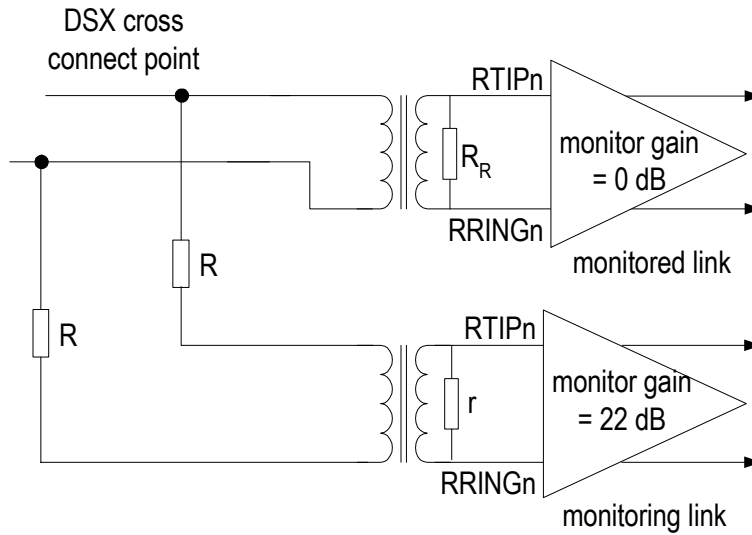 DSX cross
connect point
RTIPn
R_R
monitor gain
= 0 dB
RRINGn
monitored link
R
R
RTIPn
r
monitor gain
= 22 dB
RRINGn
monitoring link